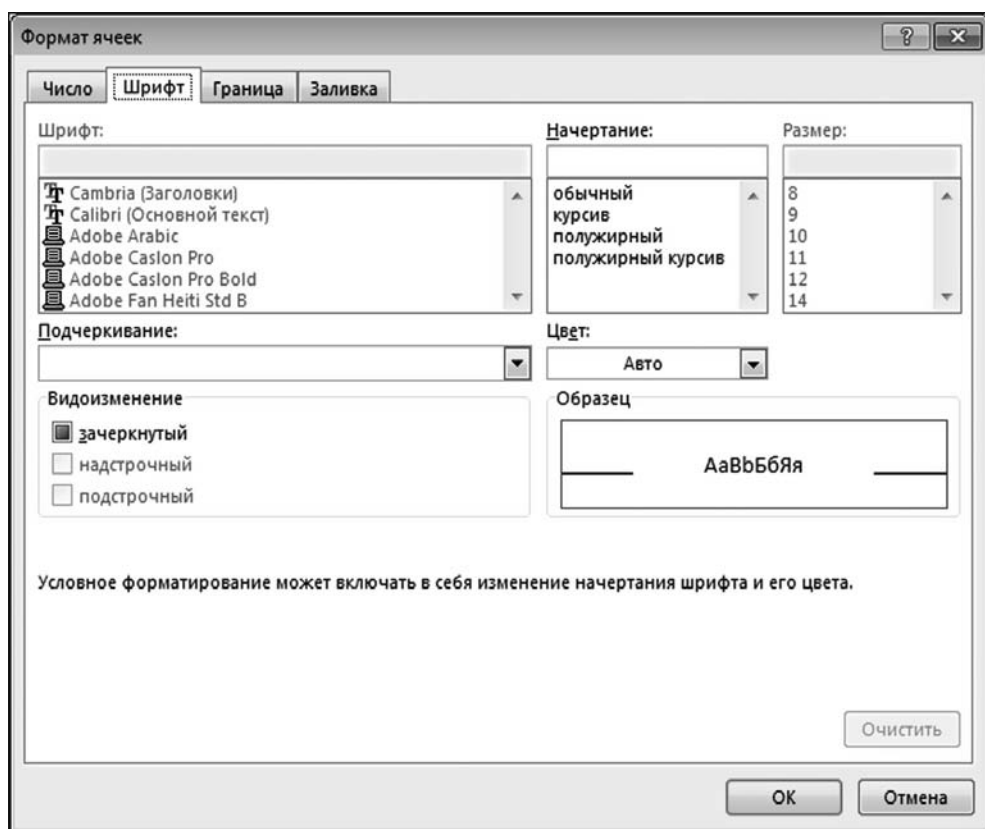 Формат ячеек
Число Шрифт Граница Заливка
Шрифт: Начертание: Размер:
Cambria (Заголовки) обычный 8
Calibri (Основной текст) курсив 9
Adobe Arabic полужирный 10
Adobe Caslon Pro полужирный курсив 11
Adobe Caslon Pro Bold 12
Adobe Fan Heiti Std B 14
Подчеркивание: Цвет:
Авто
Видоизменение Образец
зачеркнутый
надстрочный AaBbБбЯя
подстрочный
Условное форматирование может включать в себя изменение начертания шрифта и его цвета.
Очистить
ОК Отмена